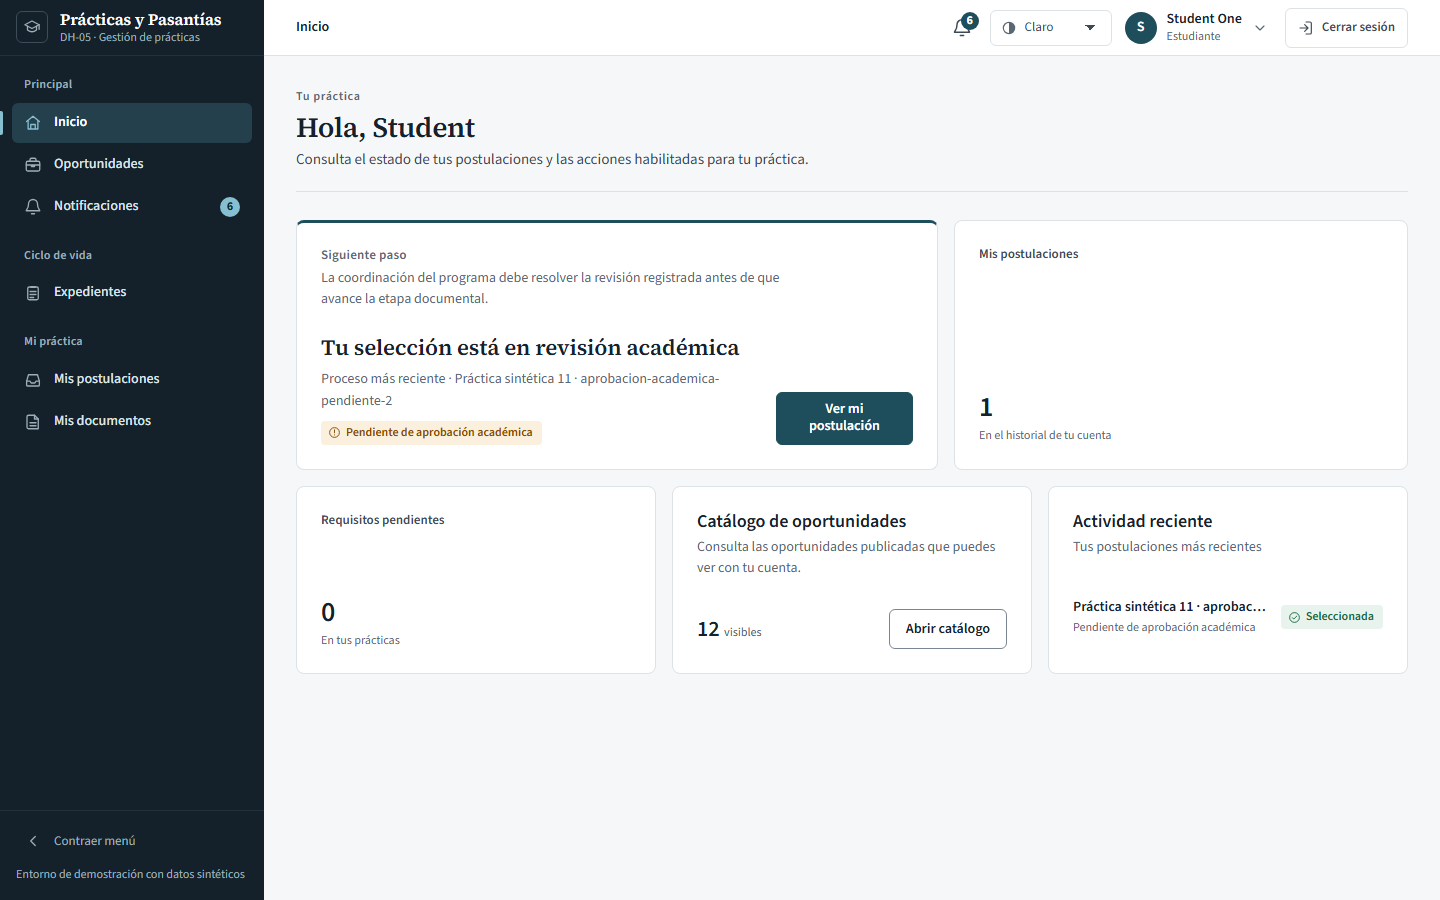 Prácticas y Pasantías
DH-05 · Gestión de prácticas
Principal
Inicio
Oportunidades
Notificaciones 6
Ciclo de vida
Expedientes
Mi práctica
Mis postulaciones
Mis documentos
Contraer menú
Entorno de demostración con datos sintéticos
Inicio
6
Claro
S
Student One
Estudiante
Cerrar sesión
Tu práctica
Hola, Student
Consulta el estado de tus postulaciones y las acciones habilitadas para tu práctica.
Siguiente paso
La coordinación del programa debe resolver la revisión registrada antes de que
avance la etapa documental.
Tu selección está en revisión académica
Proceso más reciente · Práctica sintética 11 · aprobacion-academica-
pendiente-2
Pendiente de aprobación académica
Ver mi
postulación
Mis postulaciones
1
En el historial de tu cuenta
Requisitos pendientes
0
En tus prácticas
Catálogo de oportunidades
Consulta las oportunidades publicadas que puedes
ver con tu cuenta.
12 visibles
Abrir catálogo
Actividad reciente
Tus postulaciones más recientes
Práctica sintética 11 · aprobac...
Pendiente de aprobación académica
Seleccionada